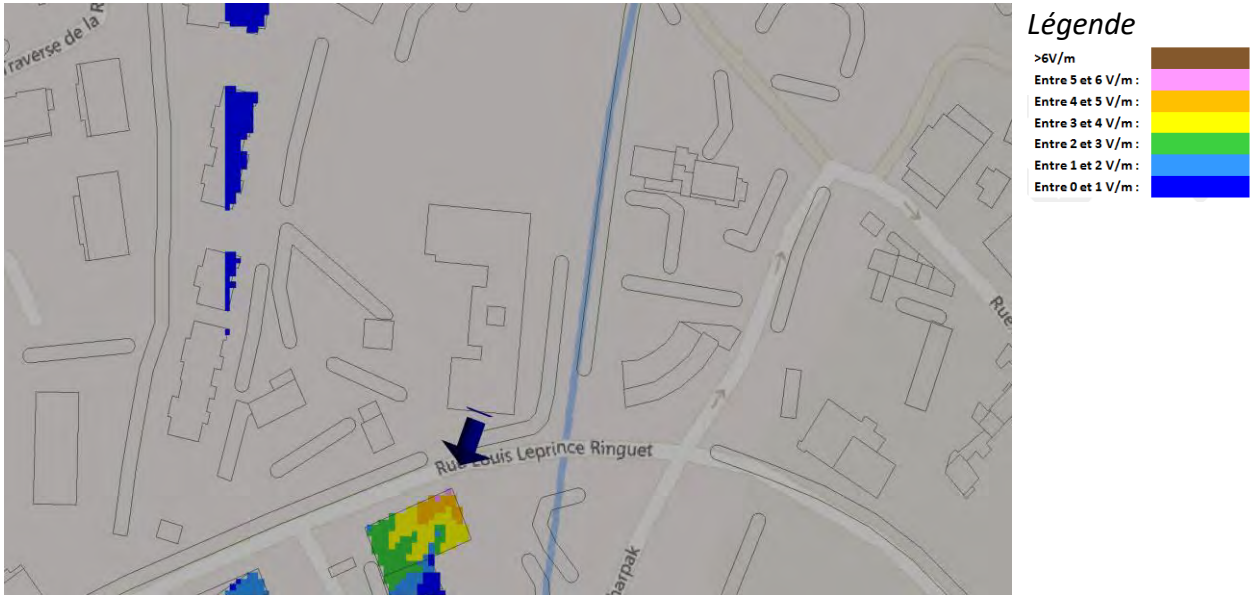 Légende
>6V/m
Entre 5 et 6 V/m :
Entre 4 et 5 V/m :
Entre 3 et 4 V/m :
Entre 2 et 3 V/m :
Entre 1 et 2 V/m :
Entre 0 et 1 V/m :
Traverse de la R
Rue
Rue Louis Leprince Ringuet
harpak